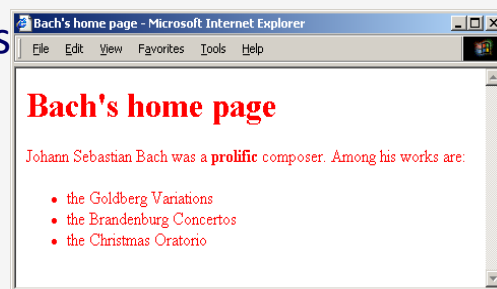 s
Bach's home page - Microsoft Internet Explorer
File Edit View Favorites Tools Help
Bach's home page
Johann Sebastian Bach was a prolific composer. Among his works are:
• the Goldberg Variations
• the Brandenburg Concertos
• the Christmas Oratorio